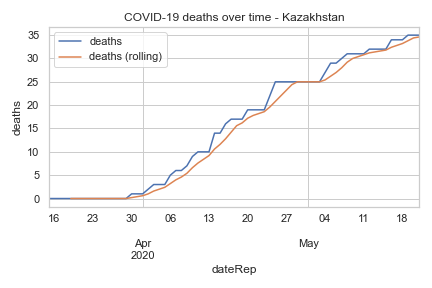 COVID-19 deaths over time - Kazakhstan
deaths
deaths (rolling)
35
30
25
20
15
10
5
0
deaths
16 23 30 06 13 20 27 04 11 18
Apr May
2020
dateRep